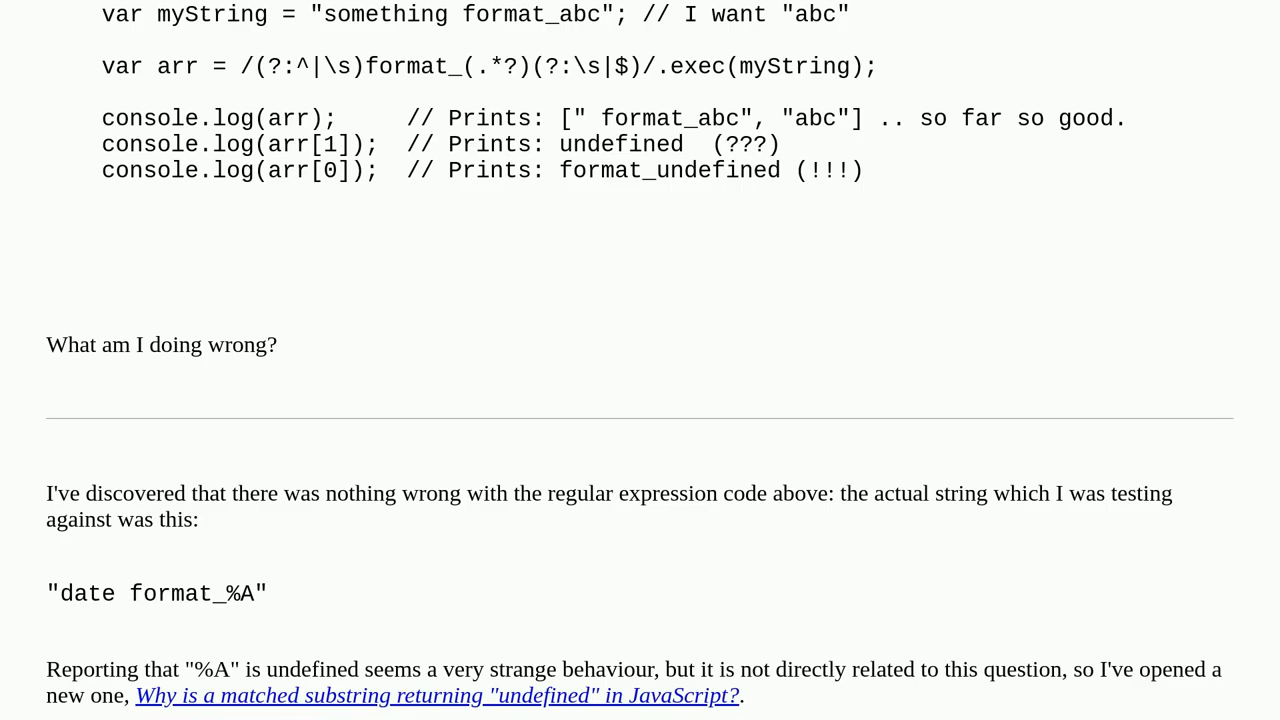 var myString = "something format_abc"; // I want "abc"
var arr = /(?:^|\s)format_(.*?)(?:\s|$)/.exec(myString);
console.log(arr);     // Prints: [" format_abc", "abc"] .. so far so good.
console.log(arr[1]);  // Prints: undefined  (???)
console.log(arr[0]);  // Prints: format_undefined (!!!)
What am I doing wrong?
I've discovered that there was nothing wrong with the regular expression code above: the actual string which I was testing
against was this:
"date format_%A"
Reporting that "%A" is undefined seems a very strange behaviour, but it is not directly related to this question, so I've opened a
new one, Why is a matched substring returning "undefined" in JavaScript?.